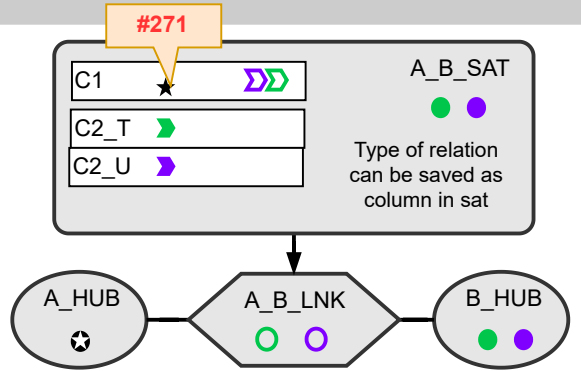 #271
C1
C2_T
C2_U
A_B_SAT
Type of relation
can be saved as
column in sat
A_HUB
A_B_LNK
B_HUB